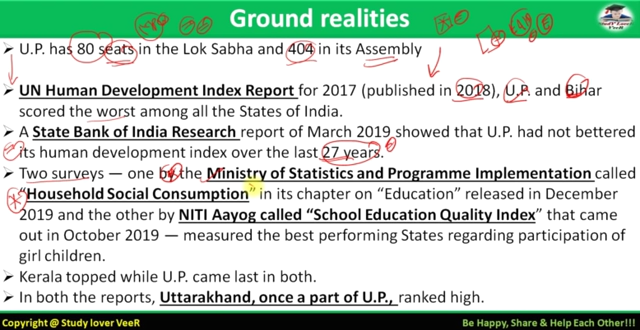 Ground realities
➢ U.P. has 80 seats in the Lok Sabha and 404 in its Assembly
➢ UN Human Development Index Report for 2017 (published in 2018), U.P. and Bihar
scored the worst among all the States of India.
➢ A State Bank of India Research report of March 2019 showed that U.P. had not bettered
its human development index over the last 27 years.
➢ Two surveys — one by the Ministry of Statistics and Programme Implementation called
“Household Social Consumption” in its chapter on “Education” released in December
2019 and the other by NITI Aayog called “School Education Quality Index” that came
out in October 2019 — measured the best performing States regarding participation of
girl children.
➢ Kerala topped while U.P. came last in both.
➢ In both the reports, Uttarakhand, once a part of U.P., ranked high.
Copyright @ Study lover VeeR
Be Happy, Share & Help Each Other!!!